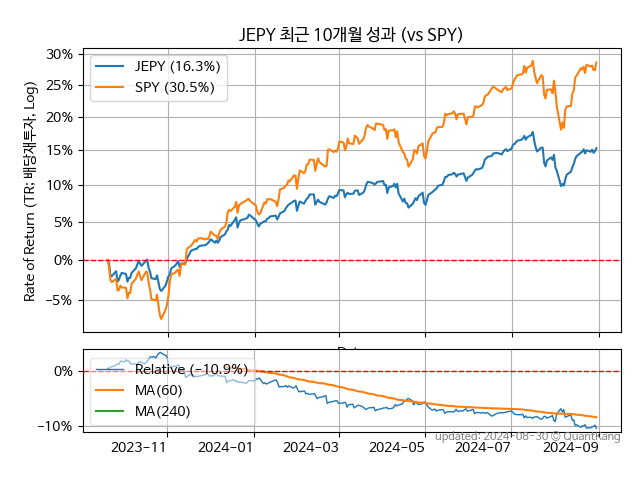 JEPY 최근 10개월 성과 (vs SPY)
Rate of Return (TR: 배당재투자, Log)
30%
25%
20%
15%
10%
5%
0%
−5%
JEPY (16.3%)
SPY (30.5%)
0%
−10%
Relative (−10.9%)
MA(60)
MA(240)
updated: 2024-08-30 © QuantKang
2023−11
2024−01
2024−03
2024−05
2024−07
2024−09